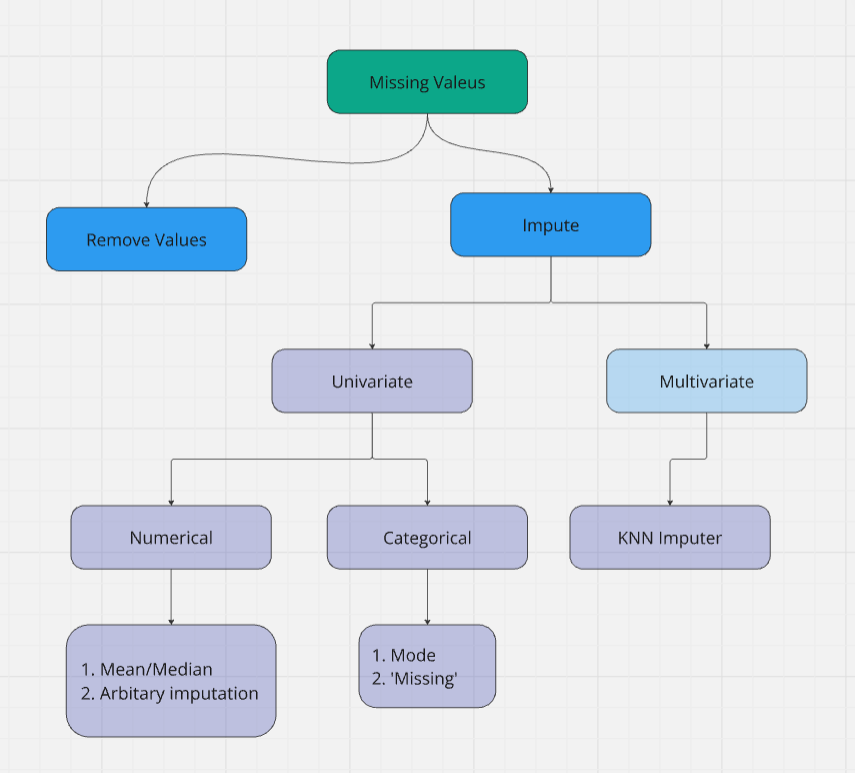 Missing Valeus
Remove Values
Impute
Univariate
Multivariate
Numerical
Categorical
KNN Imputer
1. Mean/Median
2. Arbitary imputation
1. Mode
2. 'Missing'